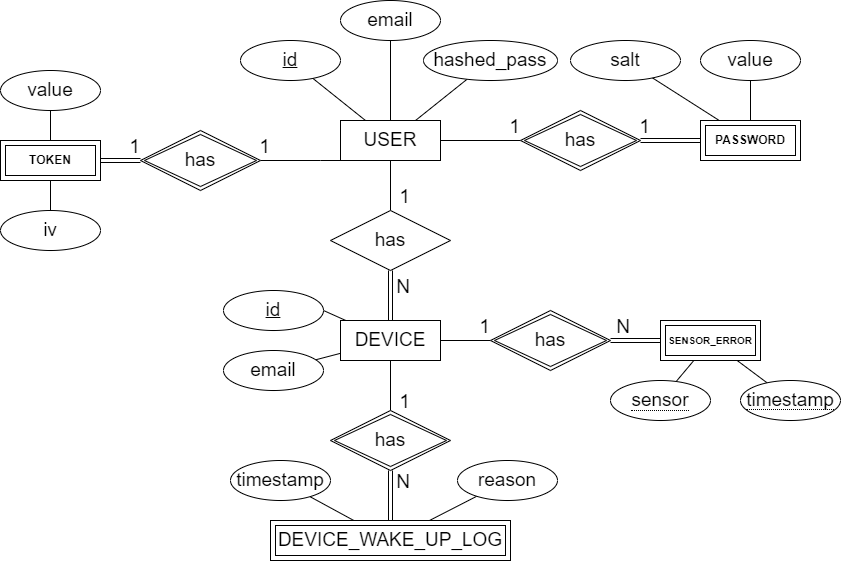 email
id
hashed_pass
salt
value
value
USER
1
has
1
PASSWORD
TOKEN
1
has
1
iv
1
has
N
id
DEVICE
1
has
N
SENSOR_ERROR
email
sensor
timestamp
1
has
timestamp
N
reason
DEVICE_WAKE_UP_LOG